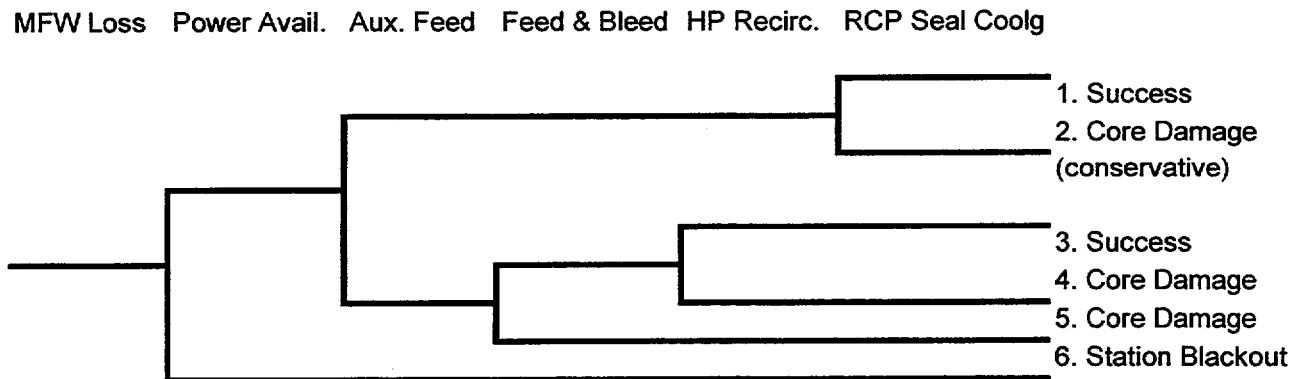 MFW Loss Power Avail. Aux. Feed Feed & Bleed HP Recirc. RCP Seal Coolg
1. Success
2. Core Damage
(conservative)
3. Success
4. Core Damage
5. Core Damage
6. Station Blackout